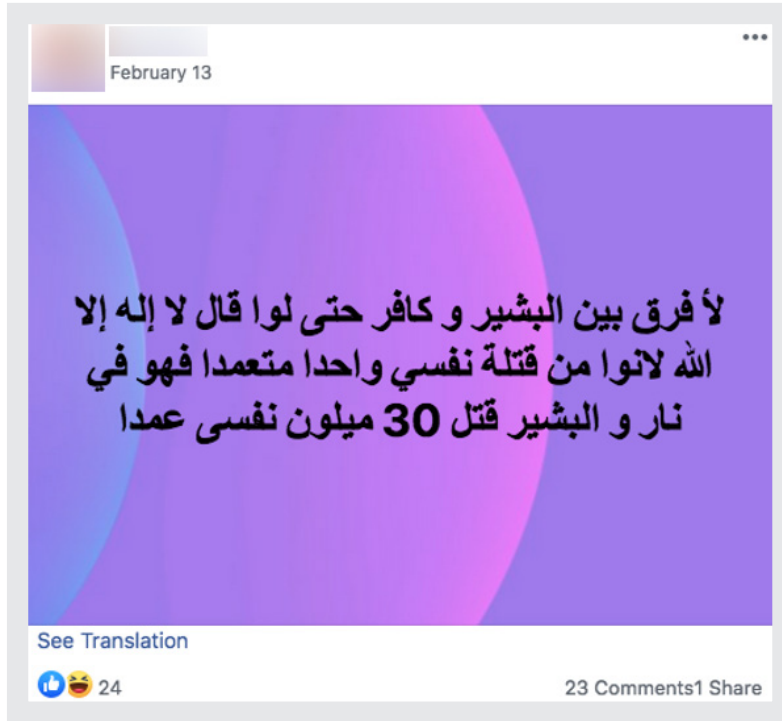 February 13
لأ فرق بين البشير و كافر حتى لوا قال لا إله إلا
الله لانوا من قتلة نفسي واحدا متعمدا فهو في
نار و البشير قتل 30 ميلون نفسى عمدا
See Translation
24
23 Comments1 Share